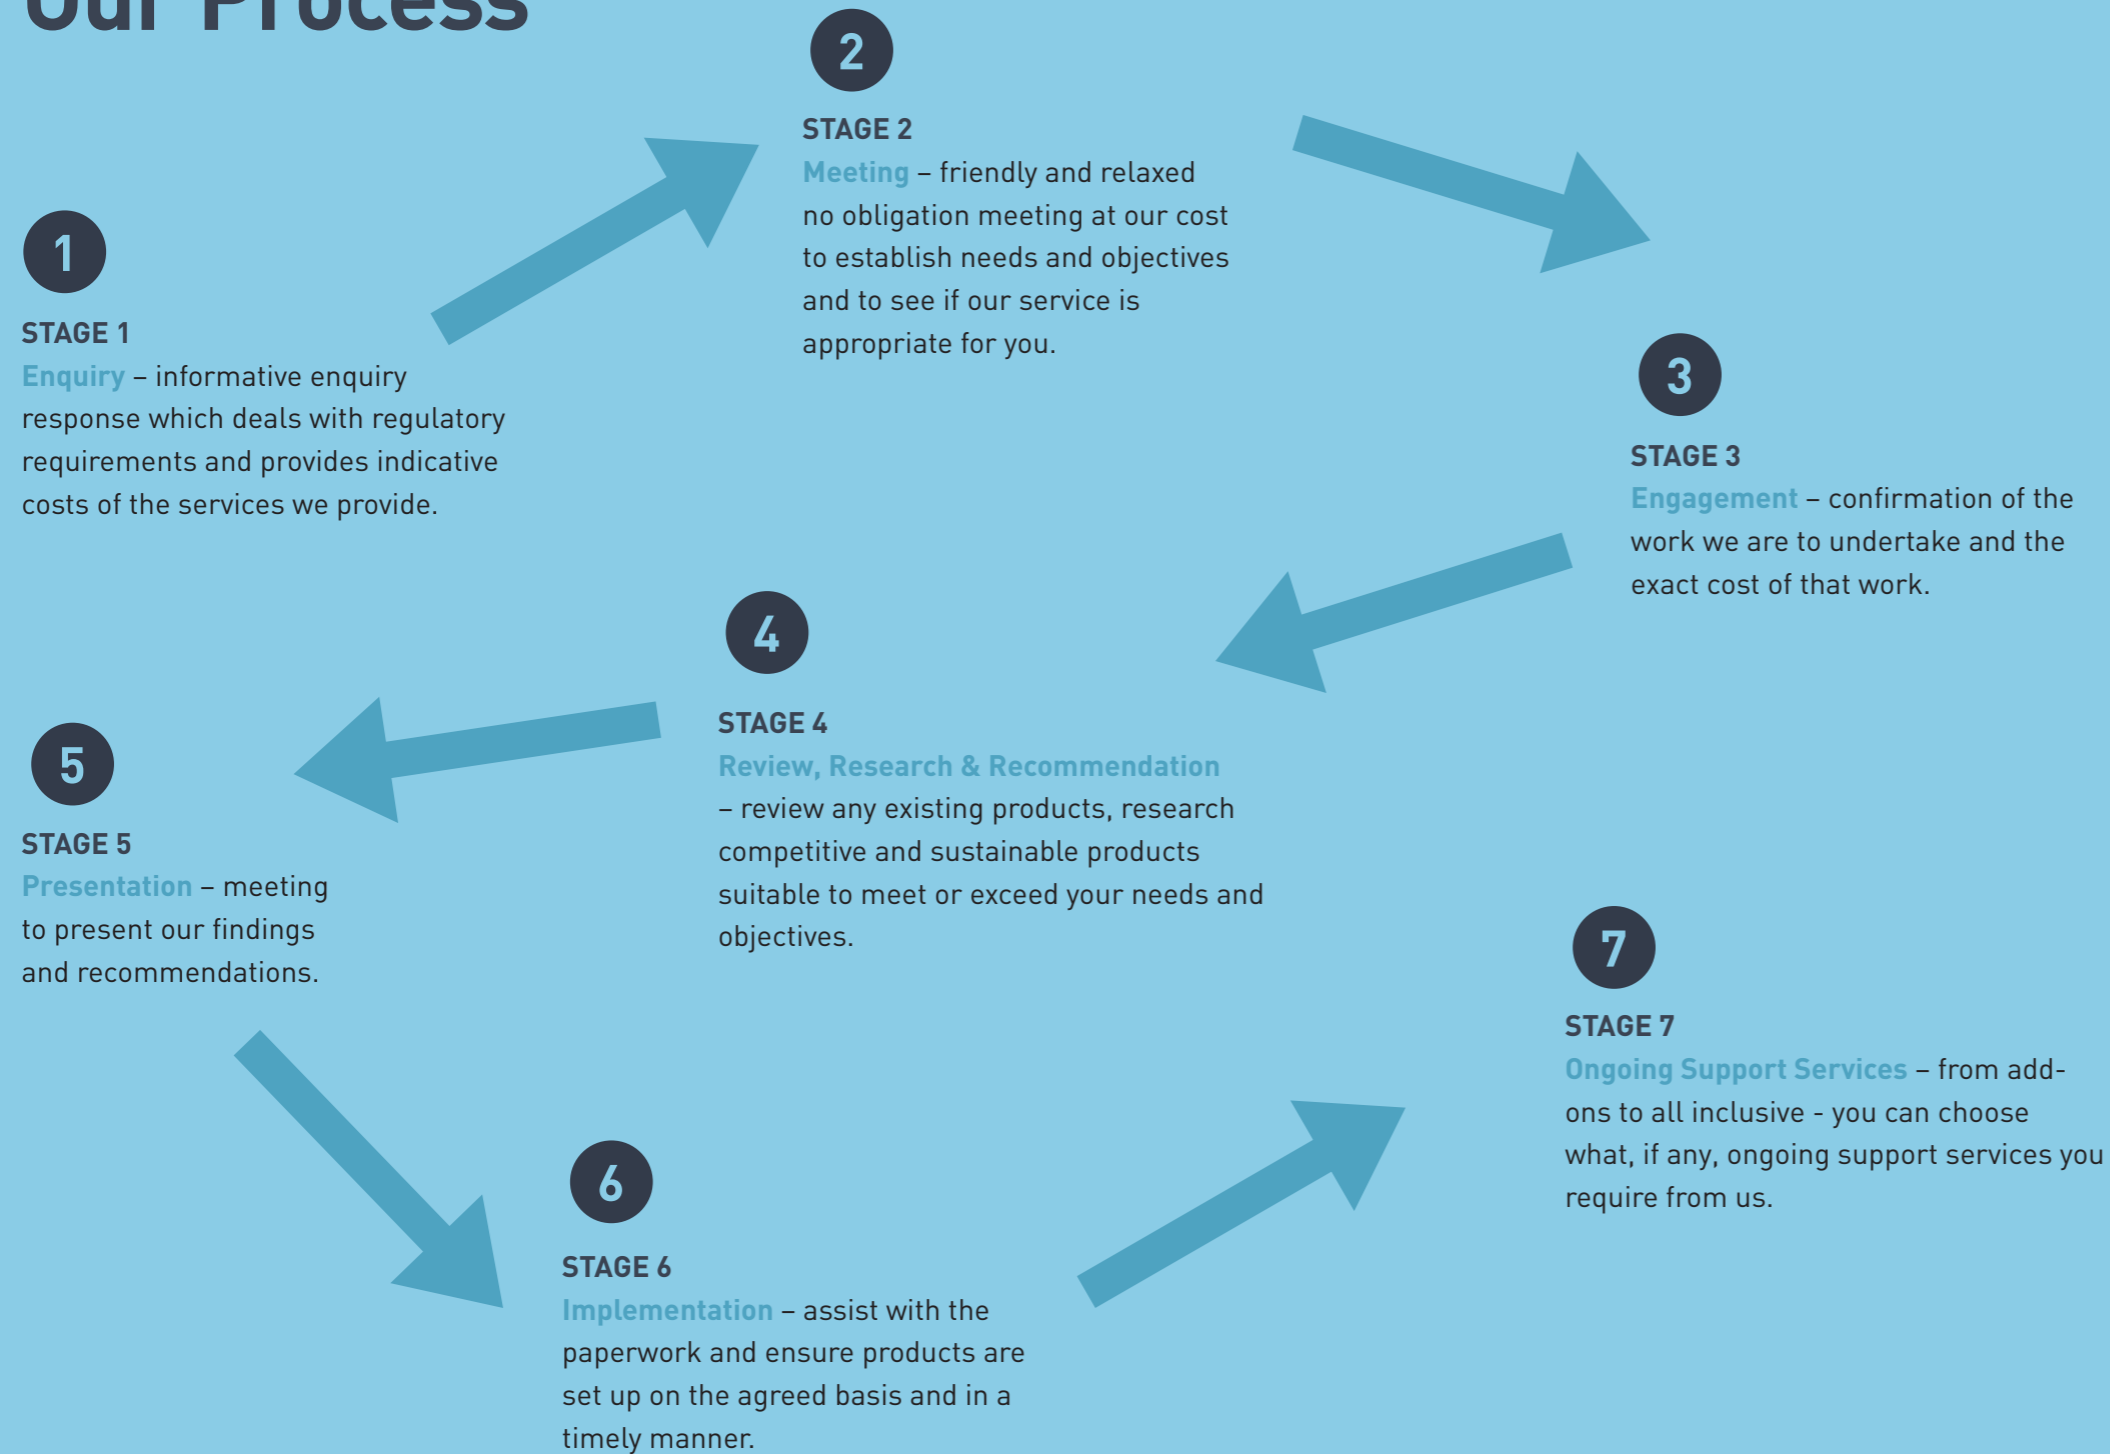 Our Process
1
STAGE 1
Enquiry – informative enquiry
response which deals with regulatory
requirements and provides indicative
costs of the services we provide.
2
STAGE 2
Meeting – friendly and relaxed
no obligation meeting at our cost
to establish needs and objectives
and to see if our service is
appropriate for you.
3
STAGE 3
Engagement – confirmation of the
work we are to undertake and the
exact cost of that work.
4
STAGE 4
Review, Research & Recommendation
– review any existing products, research
competitive and sustainable products
suitable to meet or exceed your needs and
objectives.
5
STAGE 5
Presentation – meeting
to present our findings
and recommendations.
6
STAGE 6
Implementation – assist with the
paperwork and ensure products are
set up on the agreed basis and in a
timely manner.
7
STAGE 7
Ongoing Support Services – from add-
ons to all inclusive - you can choose
what, if any, ongoing support services you
require from us.